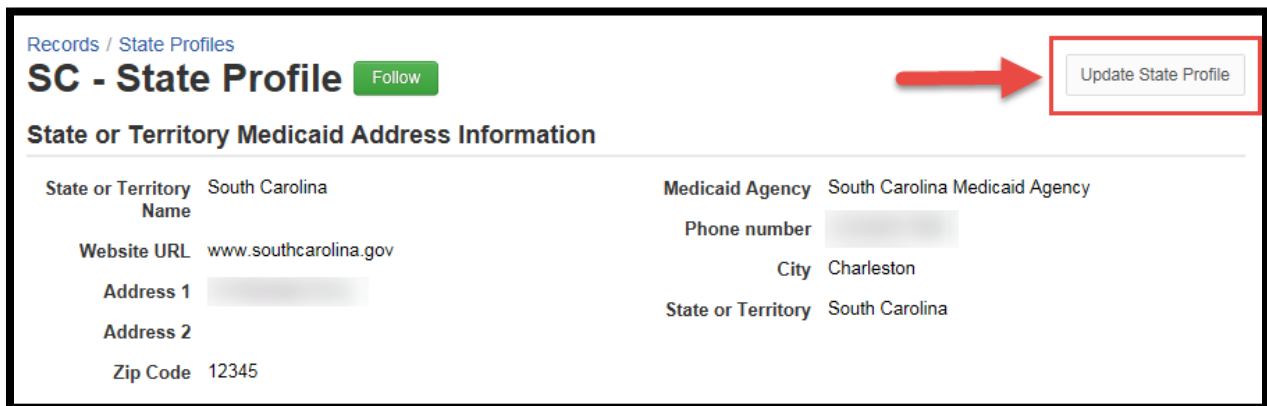 Records / State Profiles
SC - State Profile Follow
Update State Profile
State or Territory Medicaid Address Information
State or Territory Name South Carolina
Website URL www.southcarolina.gov
Address 1
Address 2
Zip Code 12345
Medicaid Agency South Carolina Medicaid Agency
Phone number
City Charleston
State or Territory South Carolina